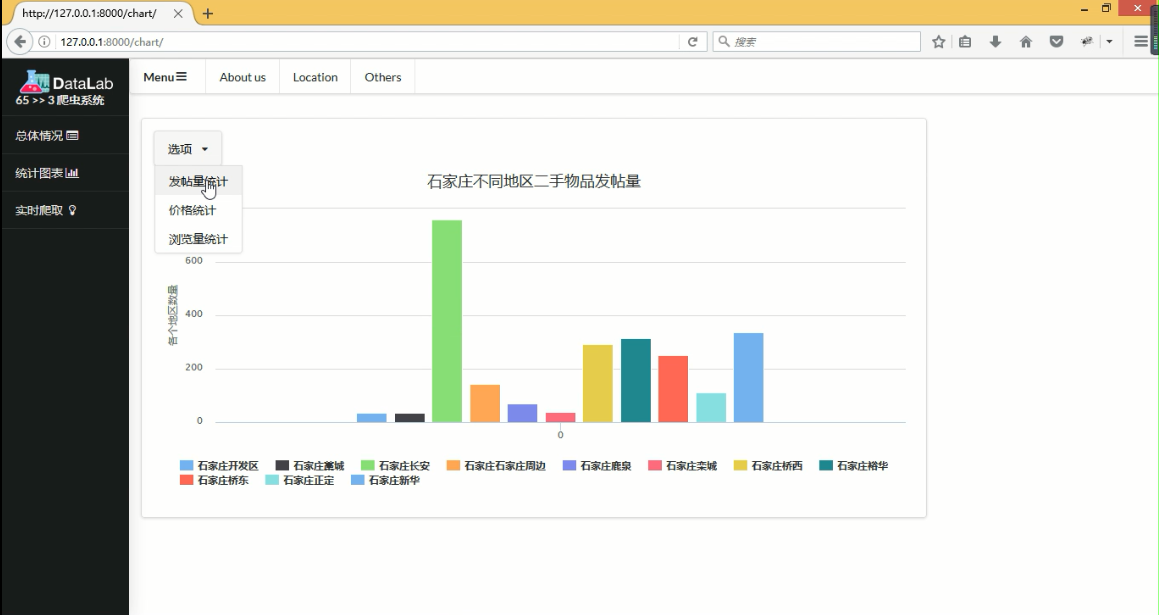 http://127.0.0.1:8000/chart/
127.0.0.1:8000/chart/
搜索
DataLab
65 >> 3 爬虫系统
Menu
About us
Location
Others
总体情况
统计图表
实时爬取
选项
发帖量统计
价格统计
浏览量统计
石家庄不同地区二手物品发帖量
各个地区数量
600
400
200
0
0
石家庄开发区 石家庄藁城 石家庄长安 石家庄石家庄周边 石家庄鹿泉 石家庄栾城 石家庄桥西 石家庄裕华
石家庄桥东 石家庄正定 石家庄新华